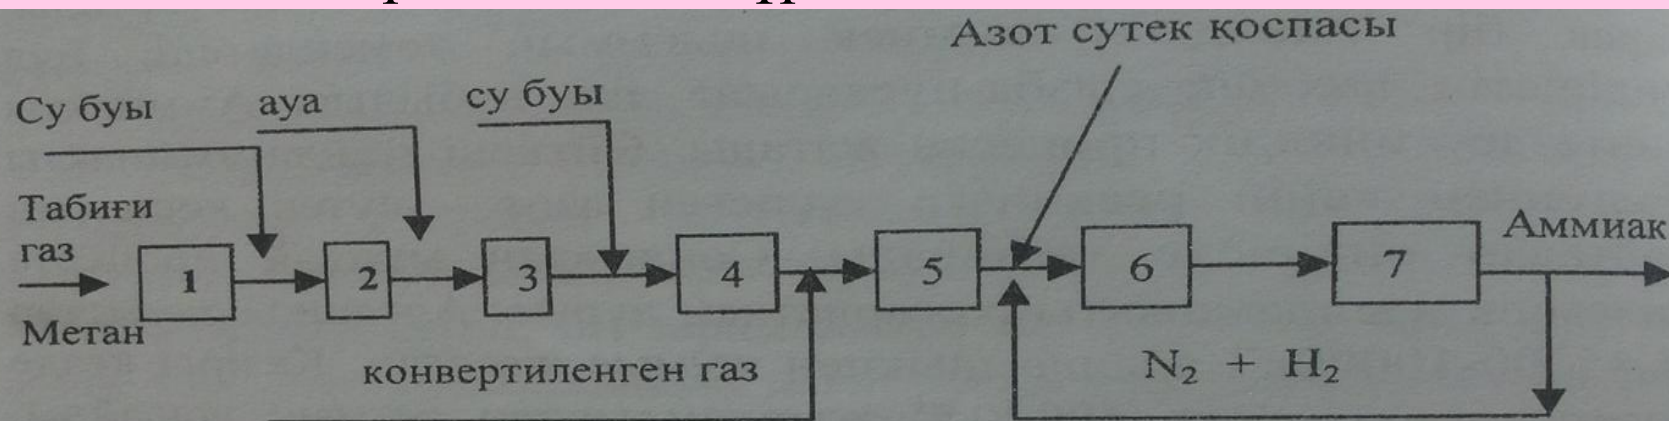 Азот сутек қоспасы
Су буы ауа су буы
Табиғи
газ
Аммиак
1 2 3 4 5 6 7
Метан
конвертиленген газ
N₂ + H₂